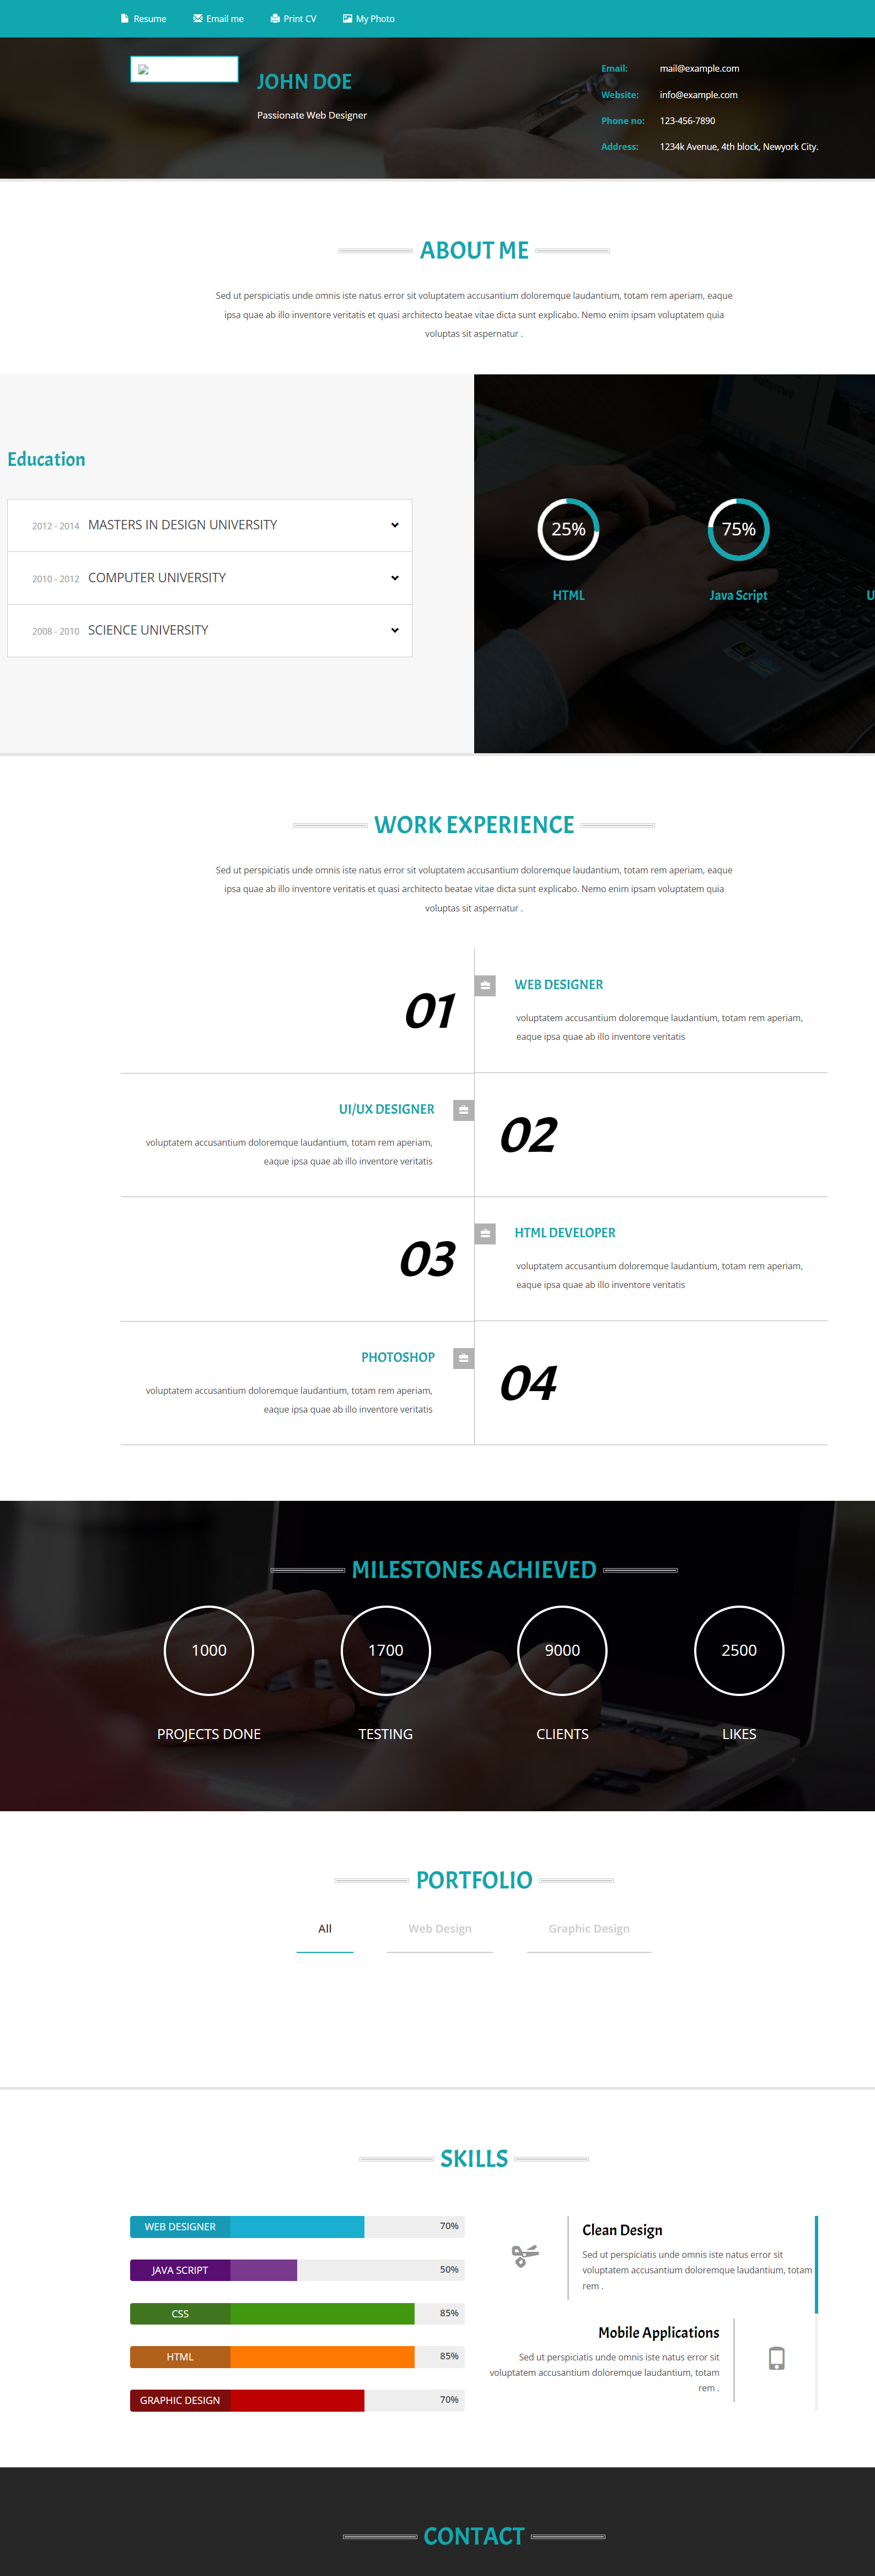 Resume Email me Print CV My Photo
JOHN DOE
Passionate Web Designer
Email: mail@example.com
Website: info@example.com
Phone no: 123-456-7890
Address: 1234k Avenue, 4th block, Newyork City.
ABOUT ME
Sed ut perspiciatis unde omnis iste natus error sit voluptatem accusantium doloremque laudantium, totam rem aperiam, eaque
ipsa quae ab illo inventore veritatis et quasi architecto beatae vitae dicta sunt explicabo. Nemo enim ipsam voluptatem quia
voluptas sit aspernatur .
Education
2012 - 2014 MASTERS IN DESIGN UNIVERSITY
2010 - 2012 COMPUTER UNIVERSITY
2008 - 2010 SCIENCE UNIVERSITY
25% 75%
HTML Java Script U
WORK EXPERIENCE
Sed ut perspiciatis unde omnis iste natus error sit voluptatem accusantium doloremque laudantium, totam rem aperiam, eaque
ipsa quae ab illo inventore veritatis et quasi architecto beatae vitae dicta sunt explicabo. Nemo enim ipsam voluptatem quia
voluptas sit aspernatur .
01
WEB DESIGNER
voluptatem accusantium doloremque laudantium, totam rem aperiam,
eaque ipsa quae ab illo inventore veritatis
UI/UX DESIGNER
voluptatem accusantium doloremque laudantium, totam rem aperiam,
eaque ipsa quae ab illo inventore veritatis
02
03
HTML DEVELOPER
voluptatem accusantium doloremque laudantium, totam rem aperiam,
eaque ipsa quae ab illo inventore veritatis
PHOTOSHOP
voluptatem accusantium doloremque laudantium, totam rem aperiam,
eaque ipsa quae ab illo inventore veritatis
04
MILESTONES ACHIEVED
1000 1700 9000 2500
PROJECTS DONE TESTING CLIENTS LIKES
PORTFOLIO
All Web Design Graphic Design
SKILLS
WEB DESIGNER 70%
JAVA SCRIPT 50%
CSS 85%
HTML 85%
GRAPHIC DESIGN 70%
Clean Design
Sed ut perspiciatis unde omnis iste natus error sit
voluptatem accusantium doloremque laudantium, totam
rem .
Mobile Applications
Sed ut perspiciatis unde omnis iste natus error sit
voluptatem accusantium doloremque laudantium, totam
rem .
CONTACT